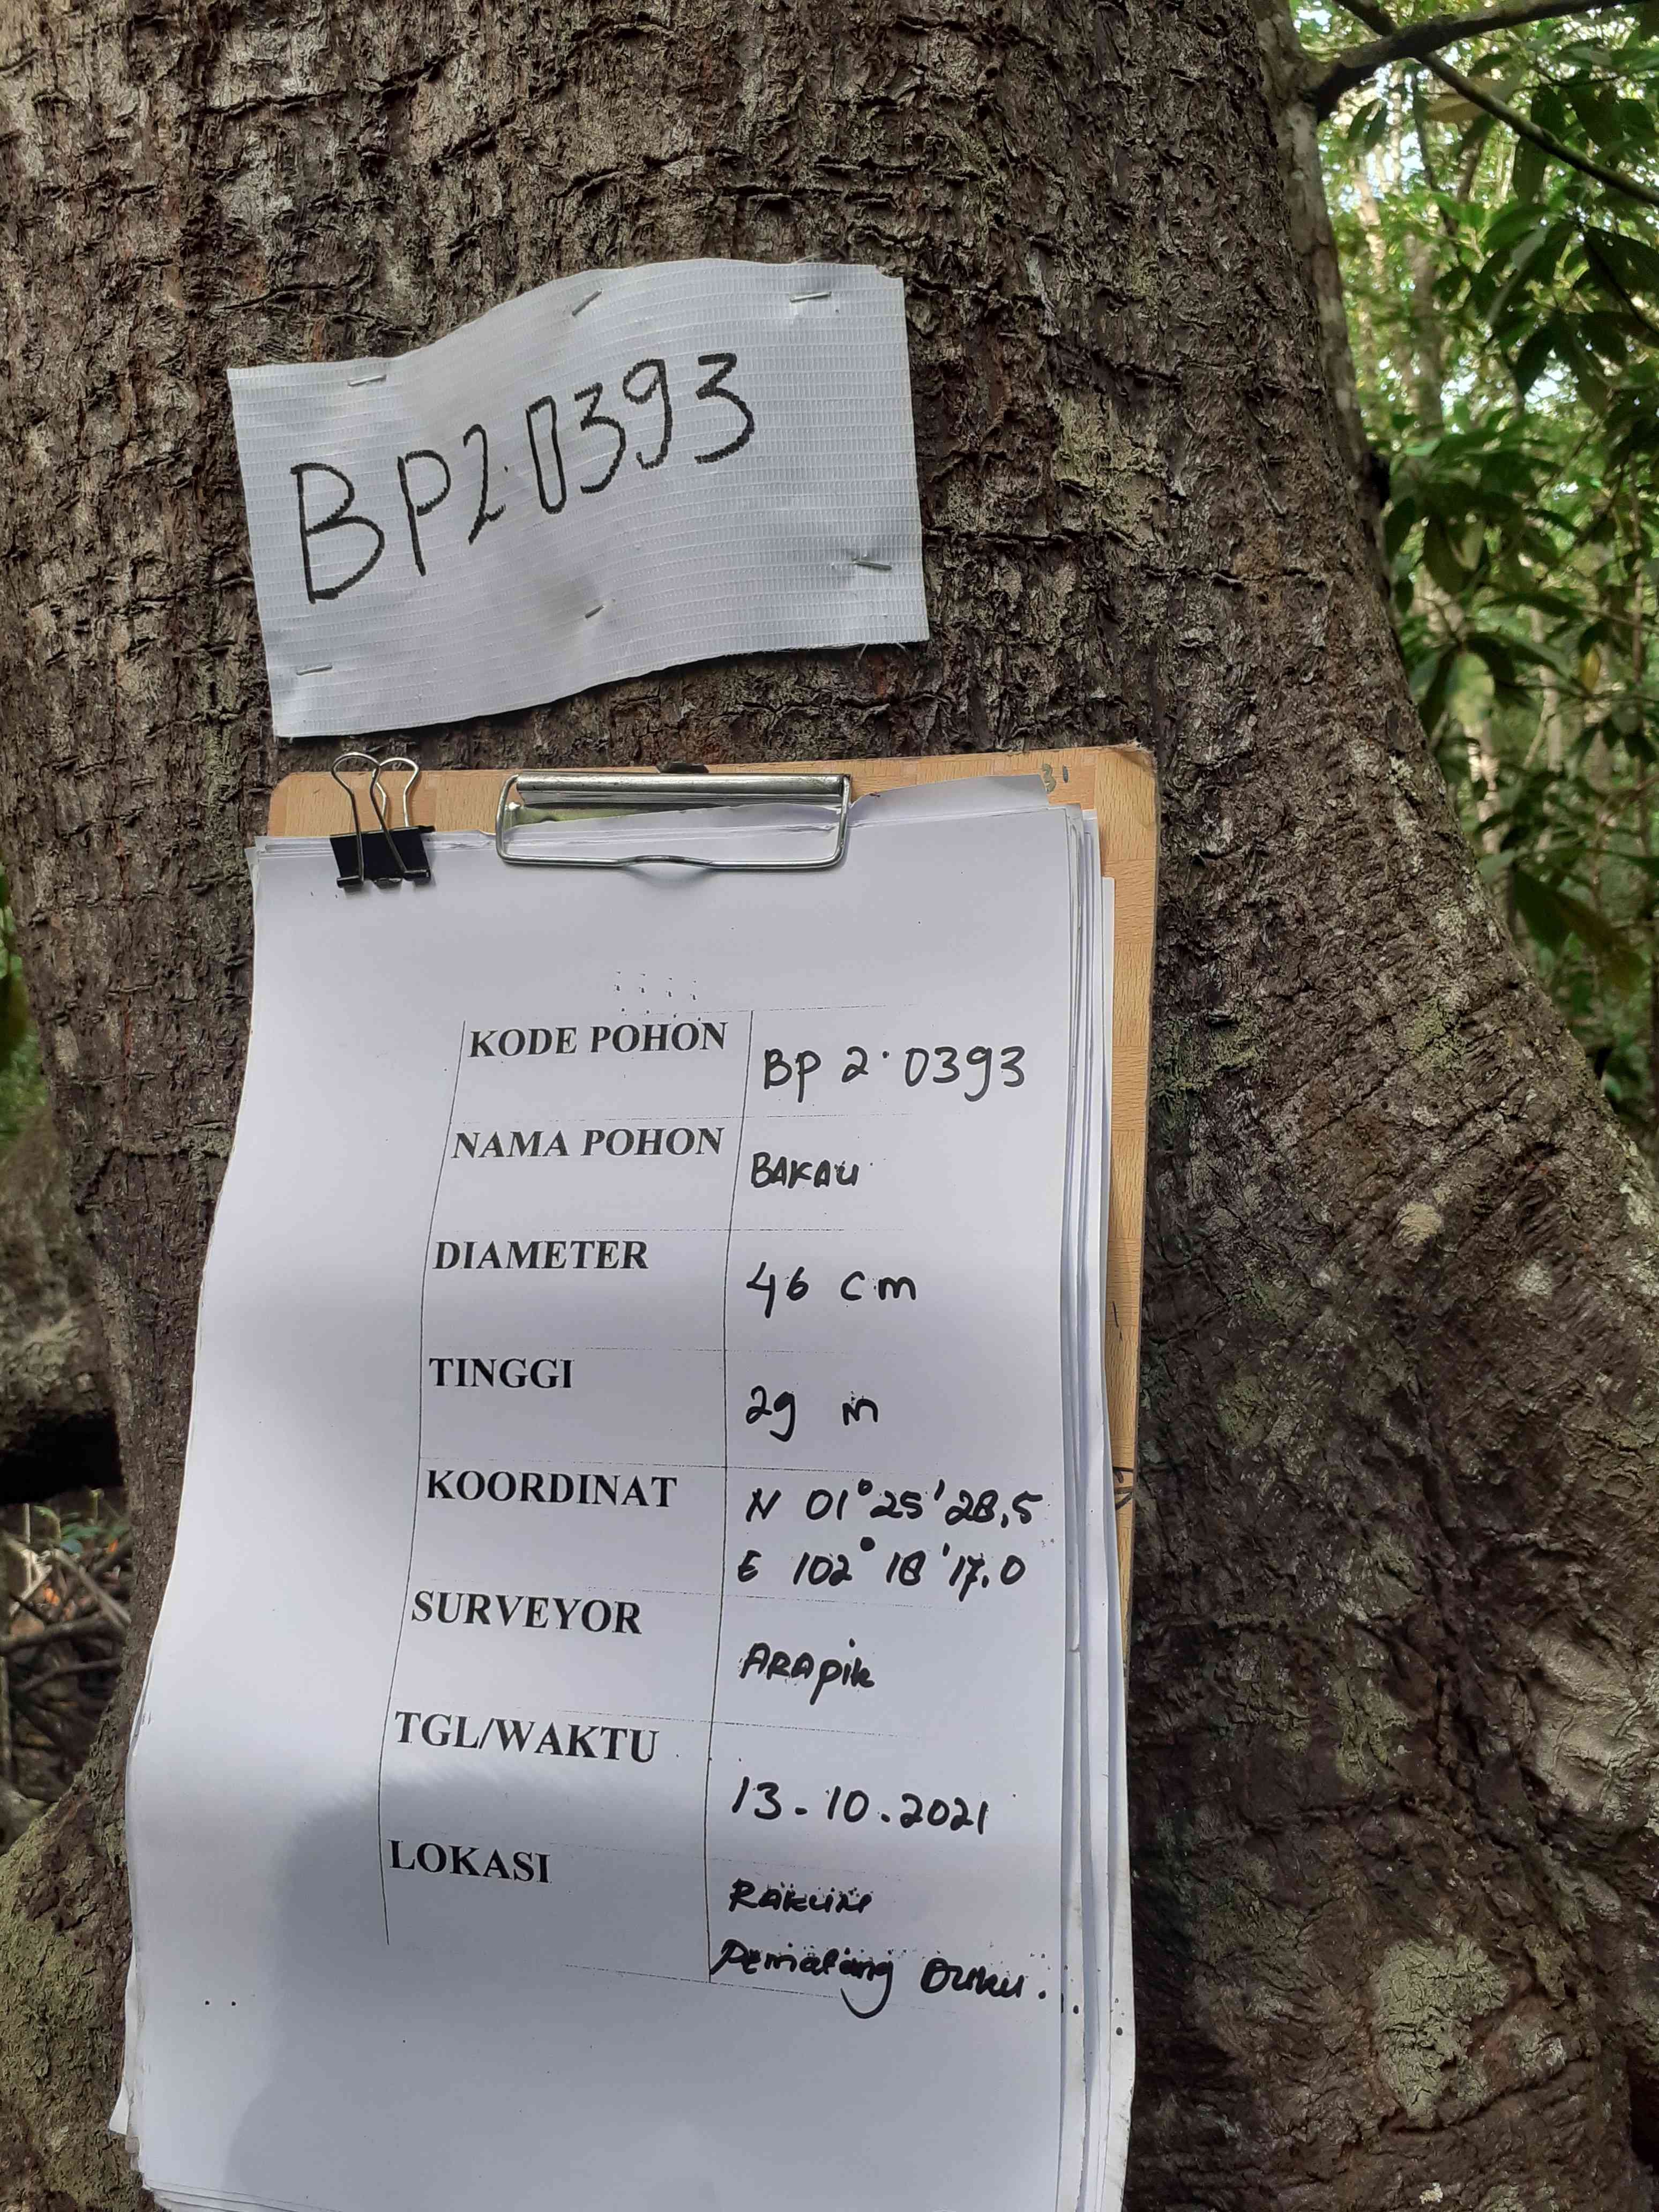 BP2.0393
KODE POHON BP 2.0393
NAMA POHON BAKAU
DIAMETER 46 cm
TINGGI 29 m
KOORDINAT N 01° 25' 28,5
E 102° 18' 17.0
SURVEYOR ARApik
TGL/WAKTU 13-10.2021
LOKASI
Pematang Duku.